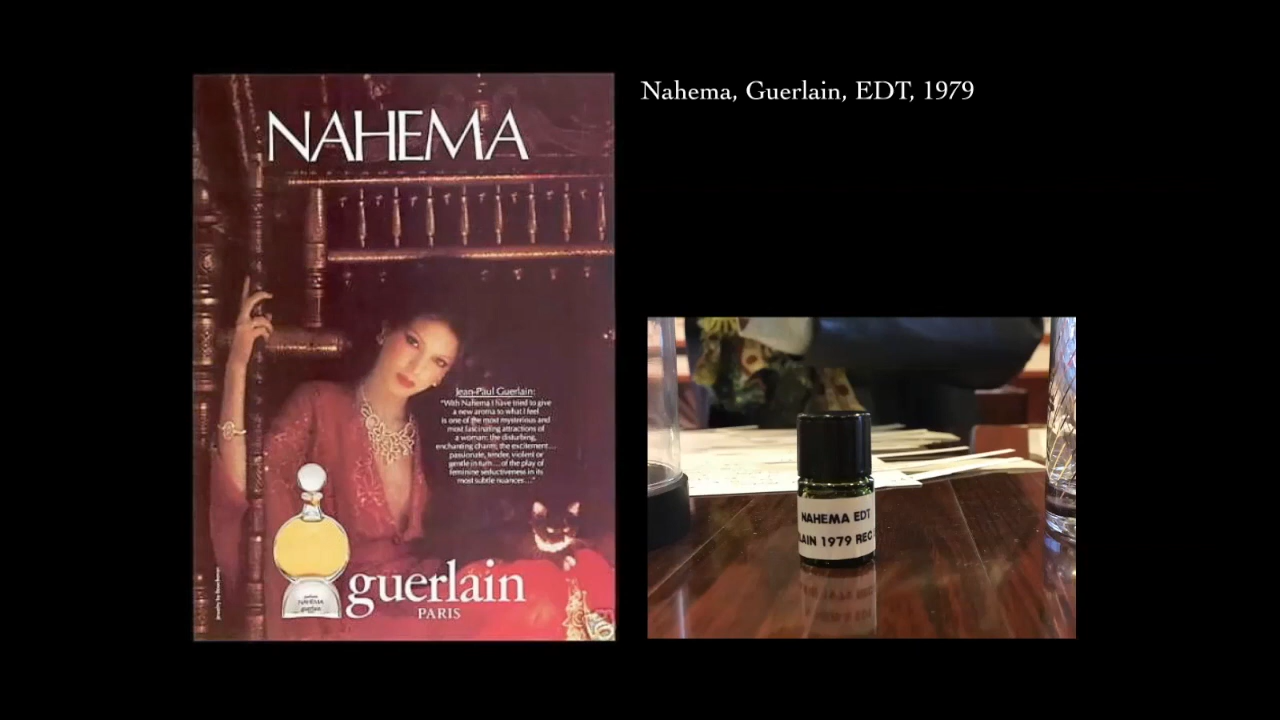 Nahema, Guerlain, EDT, 1979
NAHEMA
Jean-Paul Guerlain:
"With Nahema I have tried to give
a new aroma to what I feel
is one of the most mysterious and
most fascinating attractions of
a woman: the disturbing,
enchanting charm, the excitement...
passionate, tender, violent or
gentle in turn... of the play of
feminine seductiveness in its
most subtle nuances..."
NAHEMA
guerlain
guerlain
PARIS
NAHEMA EDT
LAIN 1979 REC